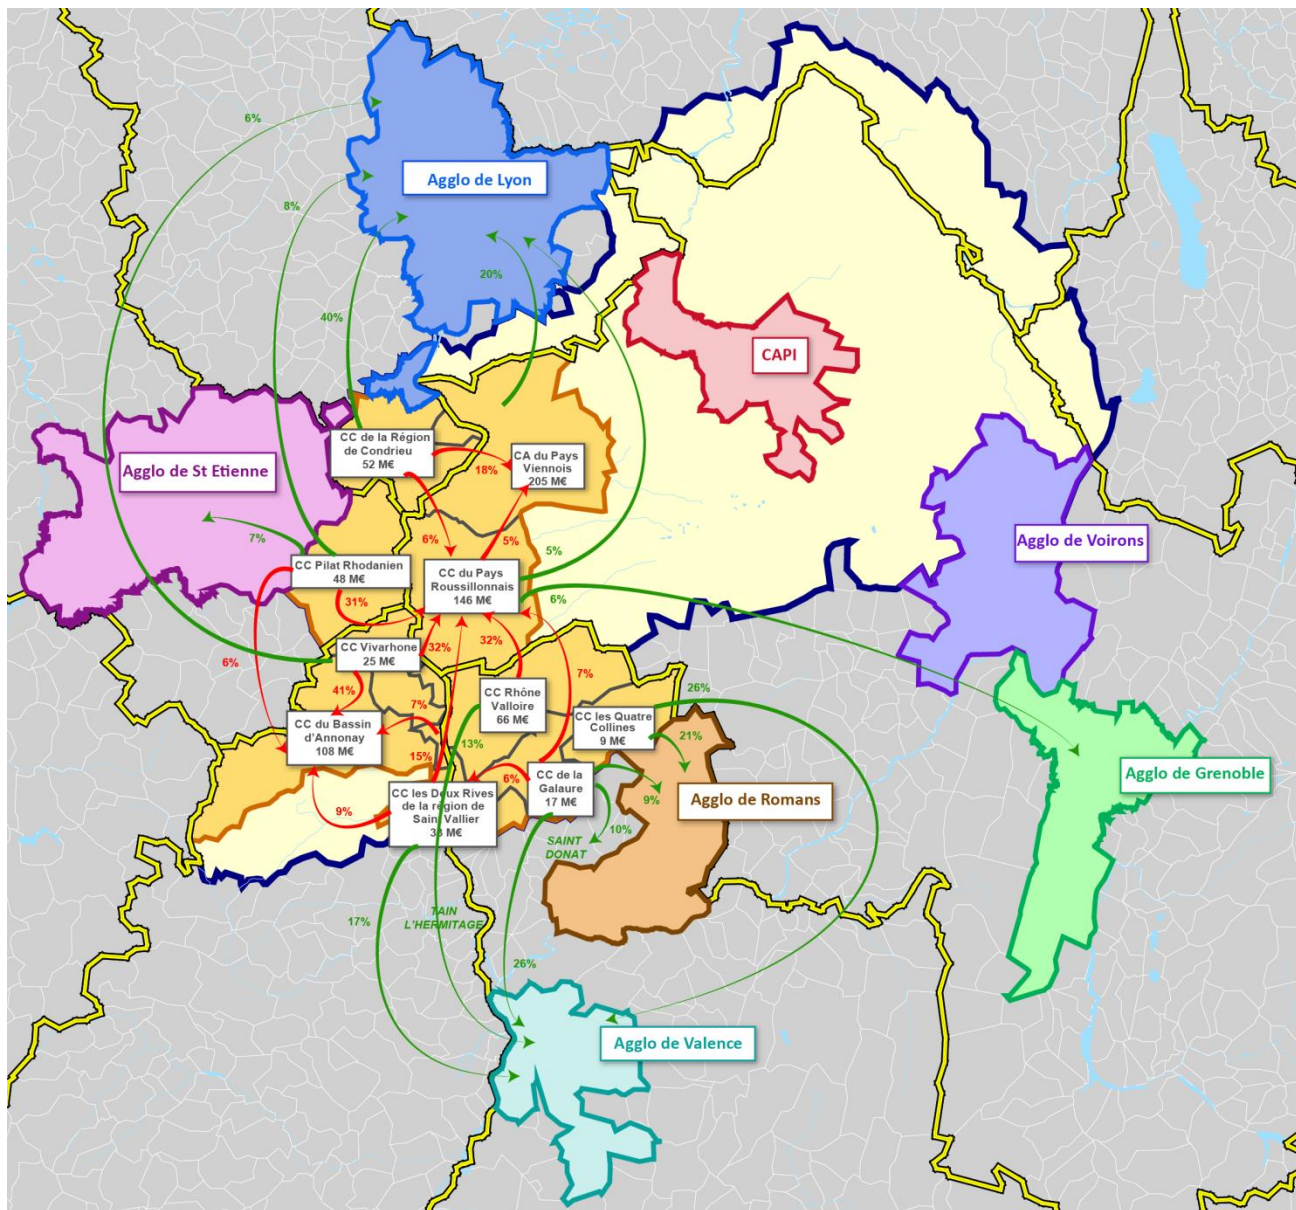 6%
Agglo de Lyon
8%
20%
40%
CAPI
CC de la Région
de Condrieu
52 M€
CA du Pays
Viennois
205 M€
18%
Agglo de St Etienne
7%
6%
5%
5%
Agglo de Voirons
CC Pilat Rhodanien
48 M€
CC du Pays
Roussillonnais
146 M€
6%
31%
32%
32%
CC Vivarhone
25 M€
6%
7%
41%
7%
CC Rhône
Valloire
66 M€
26%
CC les Quatre
Collines
9 M€
CC du Bassin
d'Annonay
108 M€
13%
21%
15%
6%
CC de la
Galaure
17 M€
Agglo de Grenoble
9%
Agglo de Romans
CC les Deux Rives
de la région de
Saint Vallier
33 M€
9%
10%
SAINT
DONAT
17%
TAIN
L'HERMITAGE
26%
Agglo de Valence